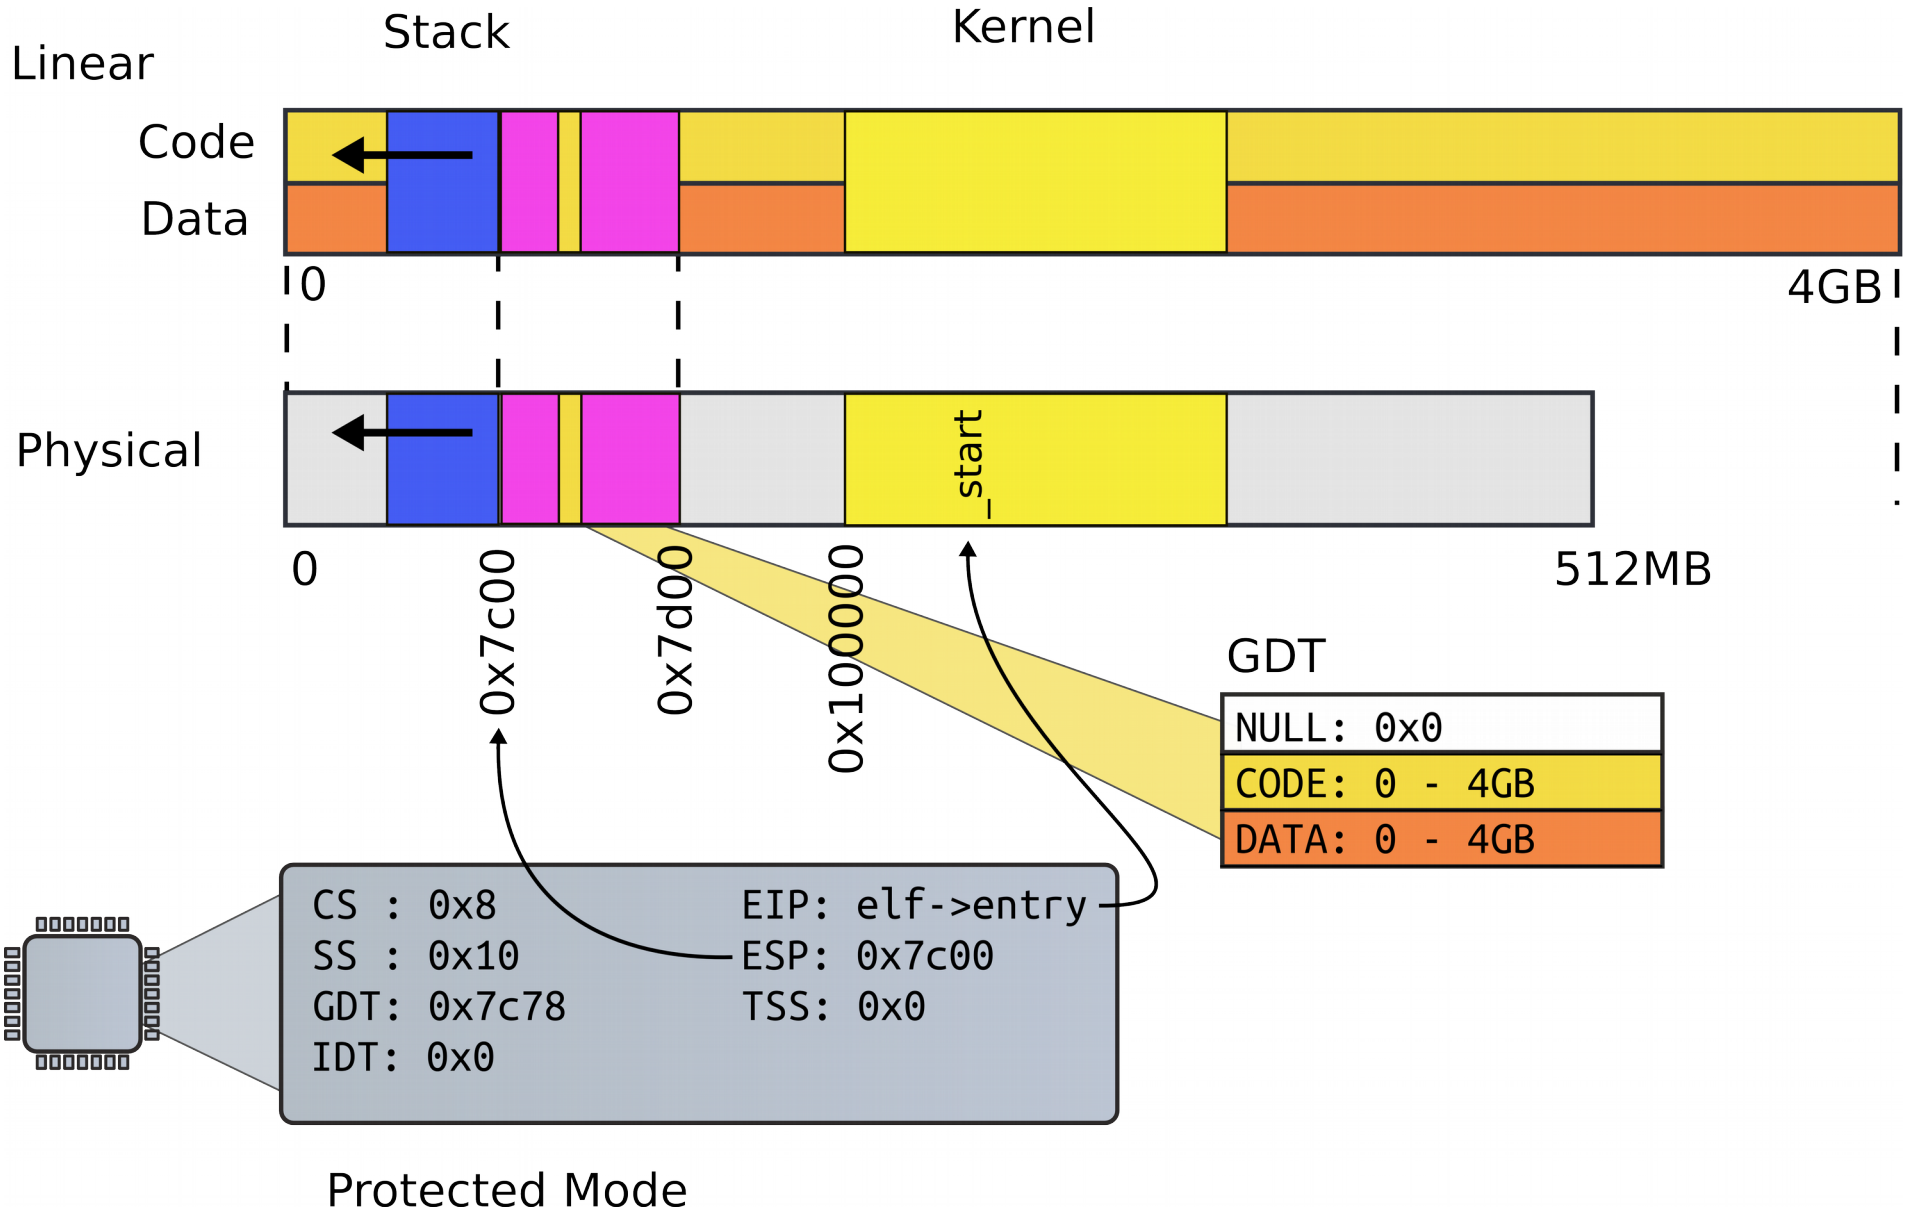 Stack
Kernel
Linear
Code
Data
0
4GB
Physical
_start
0
0x7c00
0x7d00
0x100000
512MB
GDT
NULL: 0x0
CODE: 0 - 4GB
DATA: 0 - 4GB
CS : 0x8
EIP: elf->entry
SS : 0x10
ESP: 0x7c00
GDT: 0x7c78
TSS: 0x0
IDT: 0x0
Protected Mode